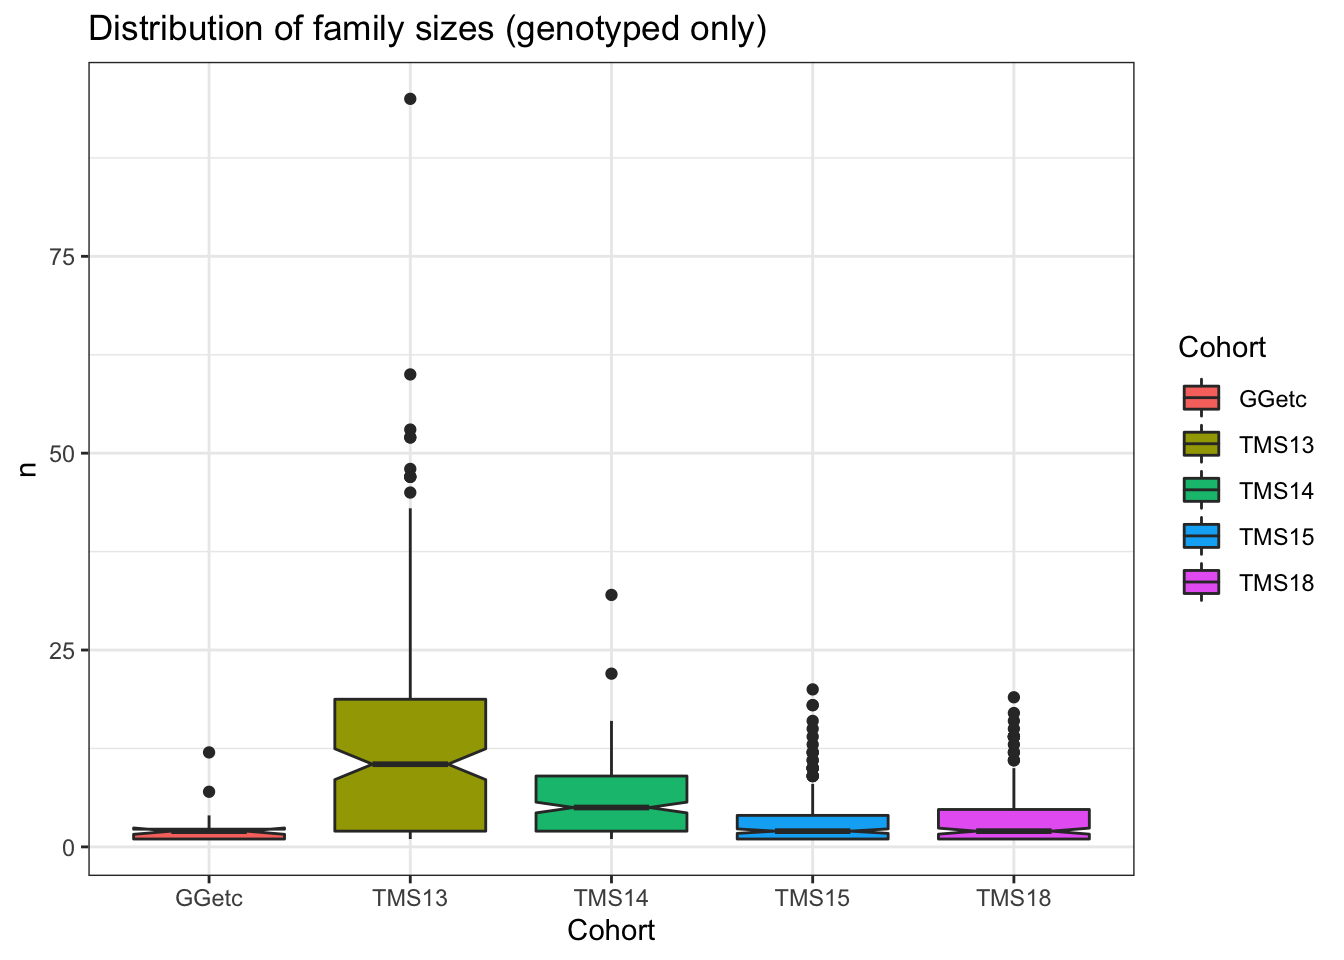 Distribution of family sizes (genotyped only)
75
50
25
0
n
GGetc
TMS13
TMS14
TMS15
TMS18
Cohort
Cohort
GGetc
TMS13
TMS14
TMS15
TMS18